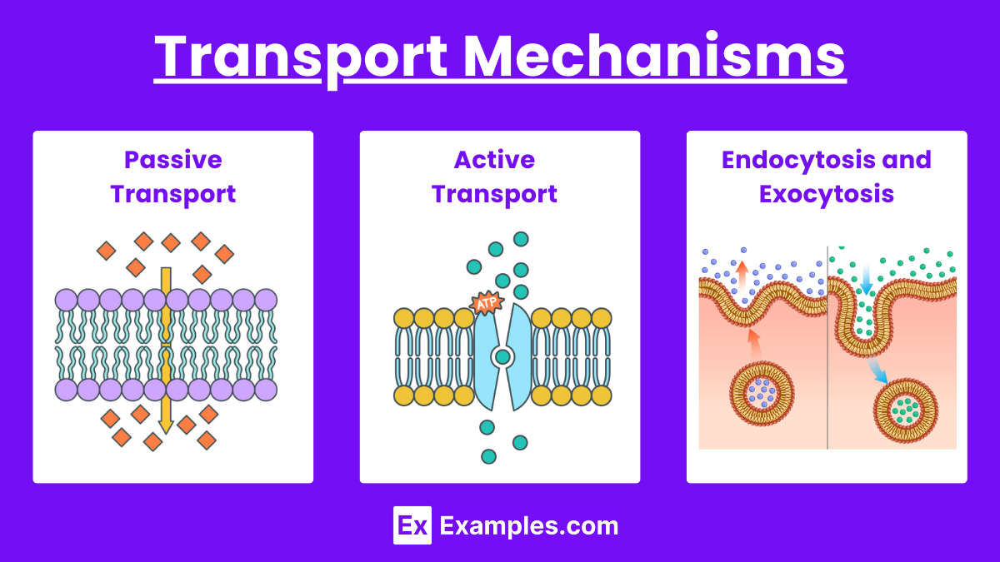 Transport Mechanisms
Passive
Transport
Active
Transport
ATP
Endocytosis and
Exocytosis
Ex Examples.com